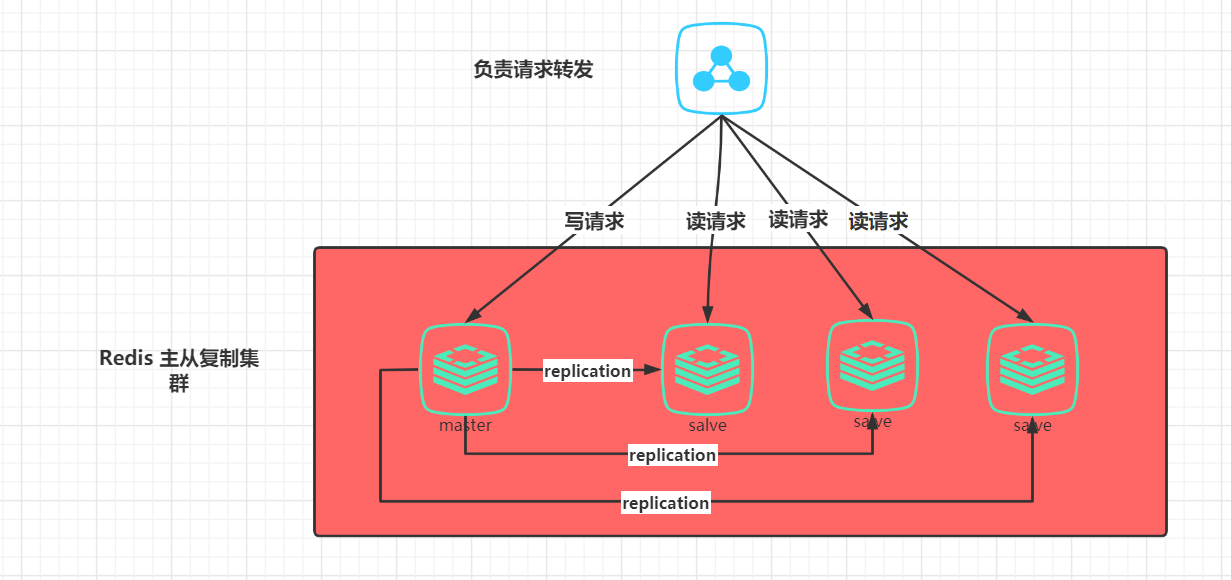 负责请求转发
写请求
读请求
读请求
读请求
Redis 主从复制集
群
replication
master
salve
salve
salve
replication
replication